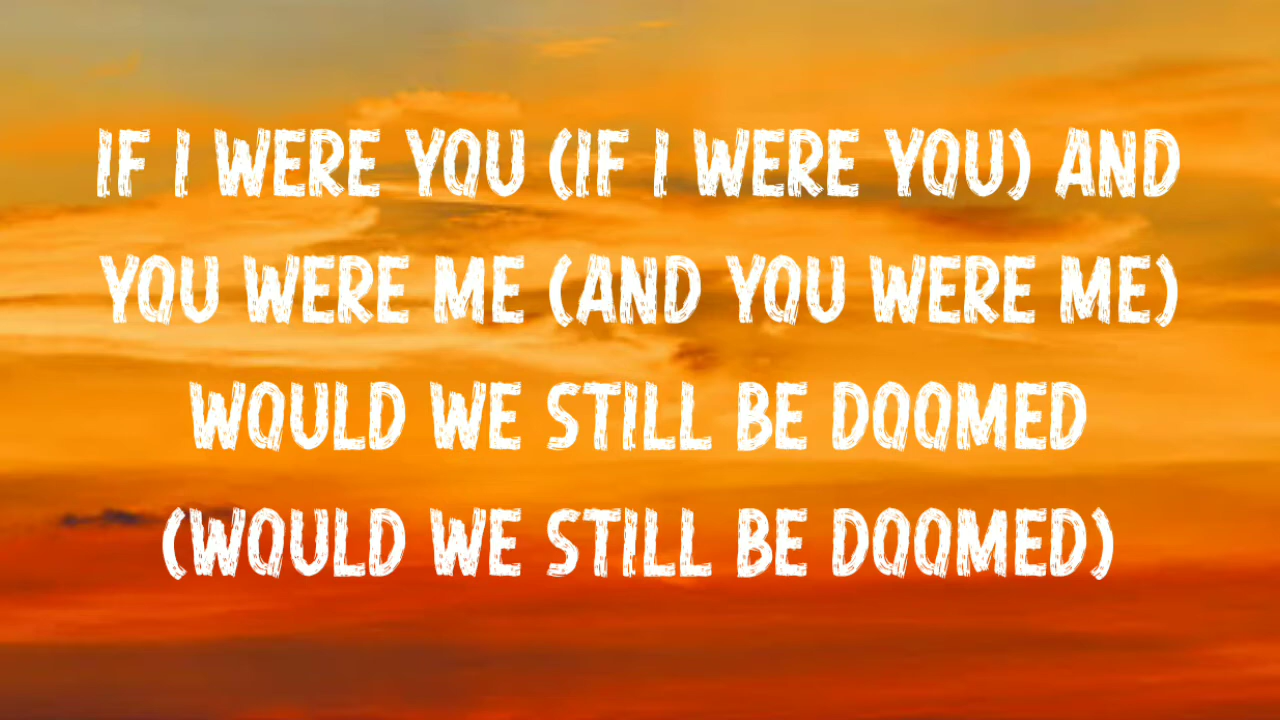 IF I WERE YOU (IF I WERE YOU) AND
YOU WERE ME (AND YOU WERE ME)
WOULD WE STILL BE DOOMED
(WOULD WE STILL BE DOOMED)